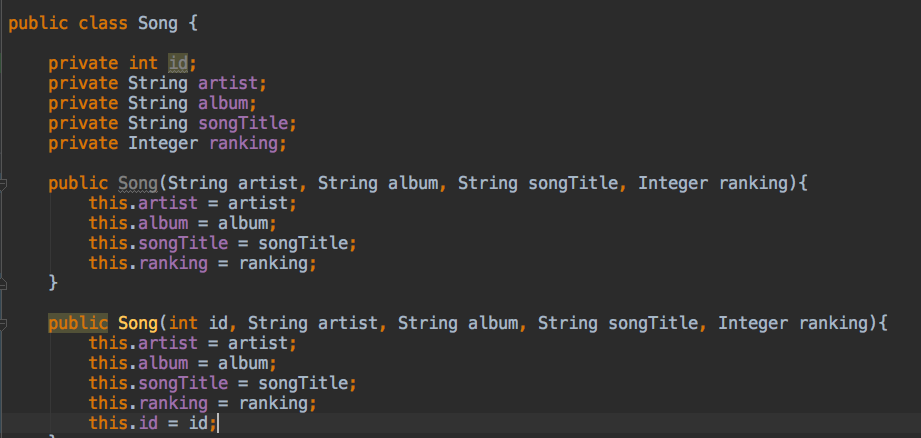 public class Song {
private int id;
private String artist;
private String album;
private String songTitle;
private Integer ranking;
public Song(String artist, String album, String songTitle, Integer ranking){
this.artist = artist;
this.album = album;
this.songTitle = songTitle;
this.ranking = ranking;
}
public Song(int id, String artist, String album, String songTitle, Integer ranking){
this.artist = artist;
this.album = album;
this.songTitle = songTitle;
this.ranking = ranking;
this.id = id;
}